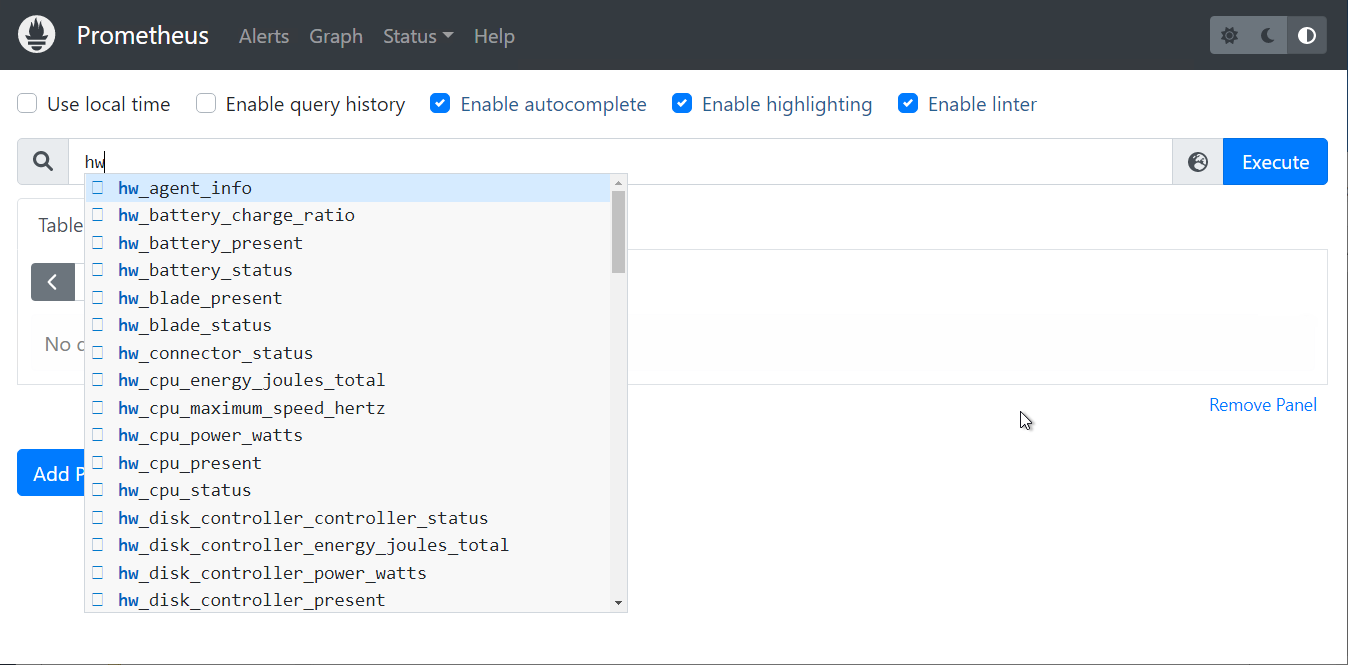 Prometheus Alerts Graph Status Help
Use local time Enable query history Enable autocomplete Enable highlighting Enable linter
hw Execute
hw_agent_info
Table
hw_battery_charge_ratio
hw_battery_present
hw_battery_status
hw_blade_present
hw_blade_status
No
hw_connector_status
hw_cpu_energy_joules_total
hw_cpu_maximum_speed_hertz
Remove Panel
hw_cpu_power_watts
hw_cpu_present
Add P
hw_cpu_status
hw_disk_controller_controller_status
hw_disk_controller_energy_joules_total
hw_disk_controller_power_watts
hw_disk_controller_present